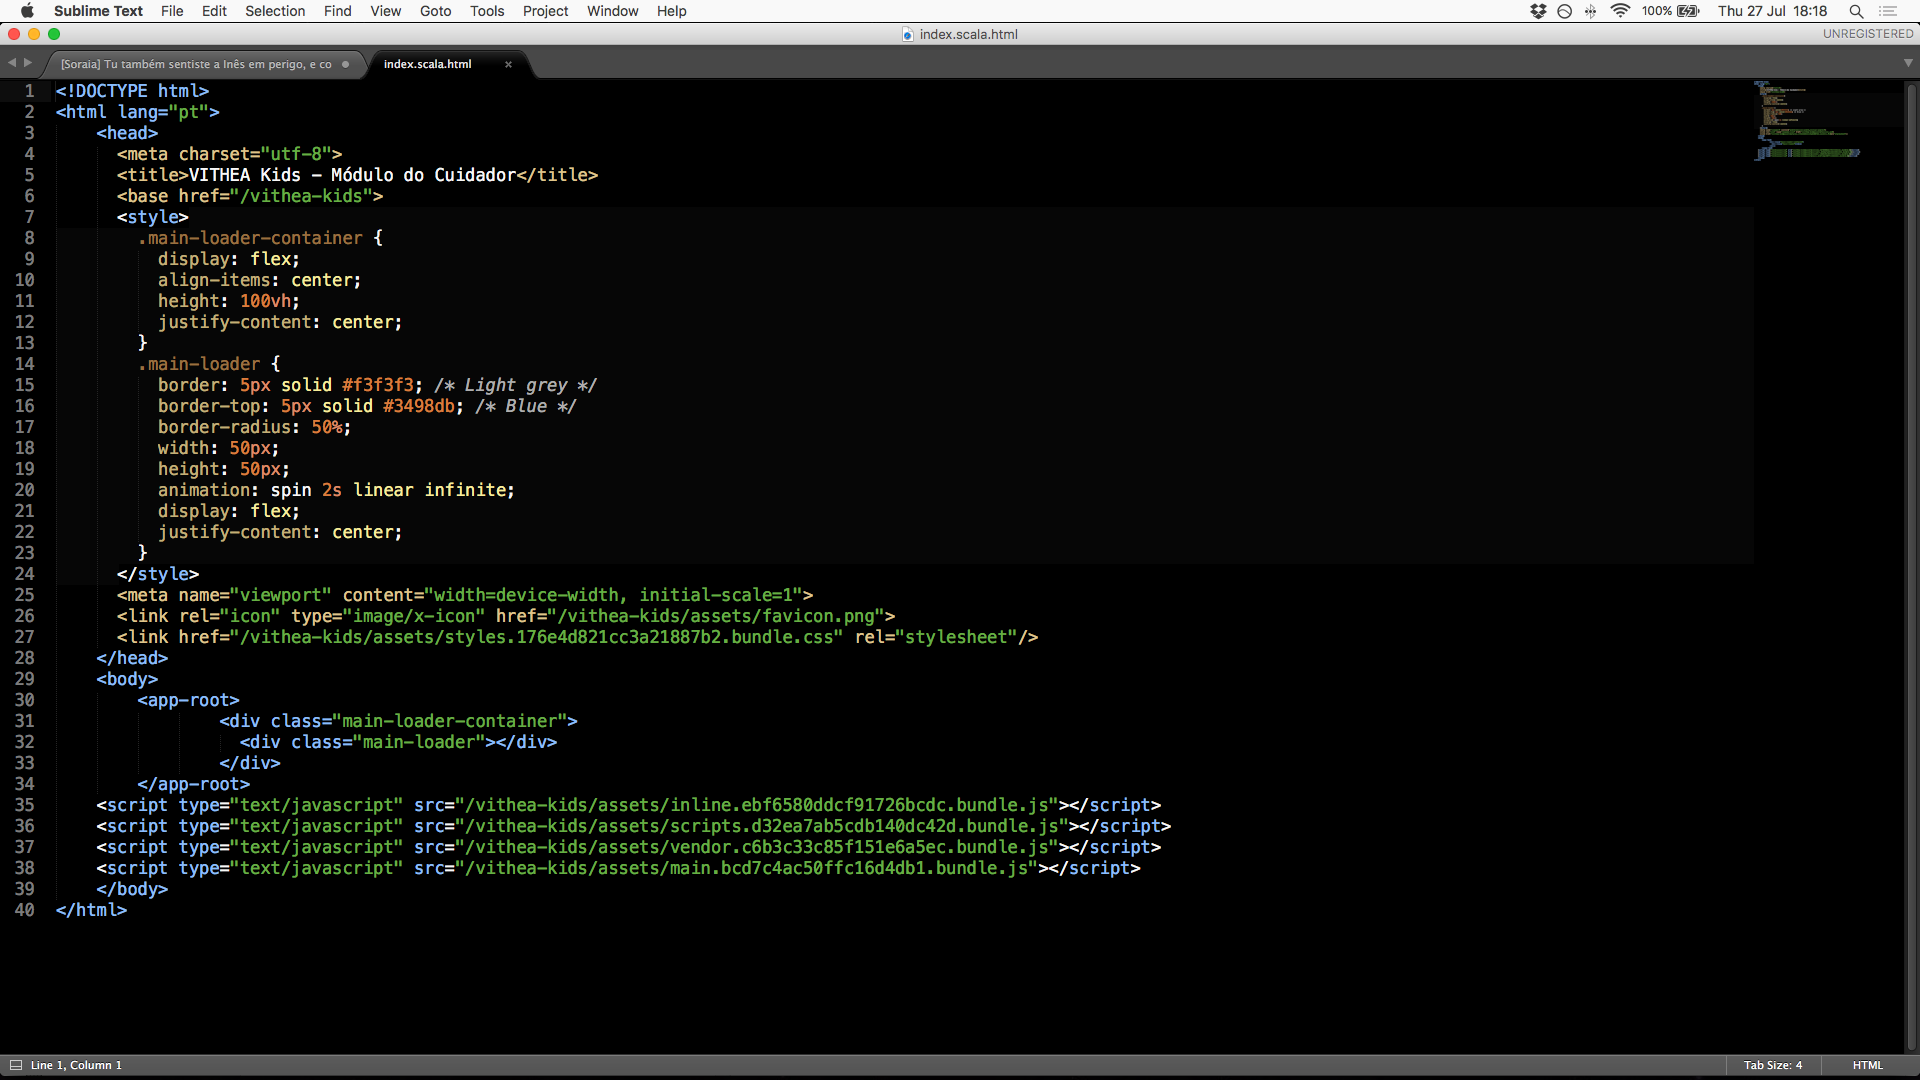 Sublime Text File Edit Selection Find View Goto Tools Project Window Help 100% Thu 27 Jul 18:18
index.scala.html UNREGISTERED
[Soraia] Tu também sentiste a Inês em perigo, e co index.scala.html
1 <!DOCTYPE html>
2 <html lang="pt">
3 <head>
4 <meta charset="utf-8">
5 <title>VITHEA Kids – Módulo do Cuidador</title>
6 <base href="/vithea-kids">
7 <style>
8 .main-loader-container {
9 display: flex;
10 align-items: center;
11 height: 100vh;
12 justify-content: center;
13 }
14 .main-loader {
15 border: 5px solid #f3f3f3; /* Light grey */
16 border-top: 5px solid #3498db; /* Blue */
17 border-radius: 50%;
18 width: 50px;
19 height: 50px;
20 animation: spin 2s linear infinite;
21 display: flex;
22 justify-content: center;
23 }
24 </style>
25 <meta name="viewport" content="width=device-width, initial-scale=1">
26 <link rel="icon" type="image/x-icon" href="/vithea-kids/assets/favicon.png">
27 <link href="/vithea-kids/assets/styles.176e4d821cc3a21887b2.bundle.css" rel="stylesheet"/>
28 </head>
29 <body>
30 <app-root>
31 <div class="main-loader-container">
32 <div class="main-loader"></div>
33 </div>
34 </app-root>
35 <script type="text/javascript" src="/vithea-kids/assets/inline.ebf6580ddcf91726bcdc.bundle.js"></script>
36 <script type="text/javascript" src="/vithea-kids/assets/scripts.d32ea7ab5cdb140dc42d.bundle.js"></script>
37 <script type="text/javascript" src="/vithea-kids/assets/vendor.c6b3c33c85f151e6a5ec.bundle.js"></script>
38 <script type="text/javascript" src="/vithea-kids/assets/main.bcd7c4ac50ffc16d4db1.bundle.js"></script>
39 </body>
40 </html>
Line 1, Column 1 Tab Size: 4 HTML